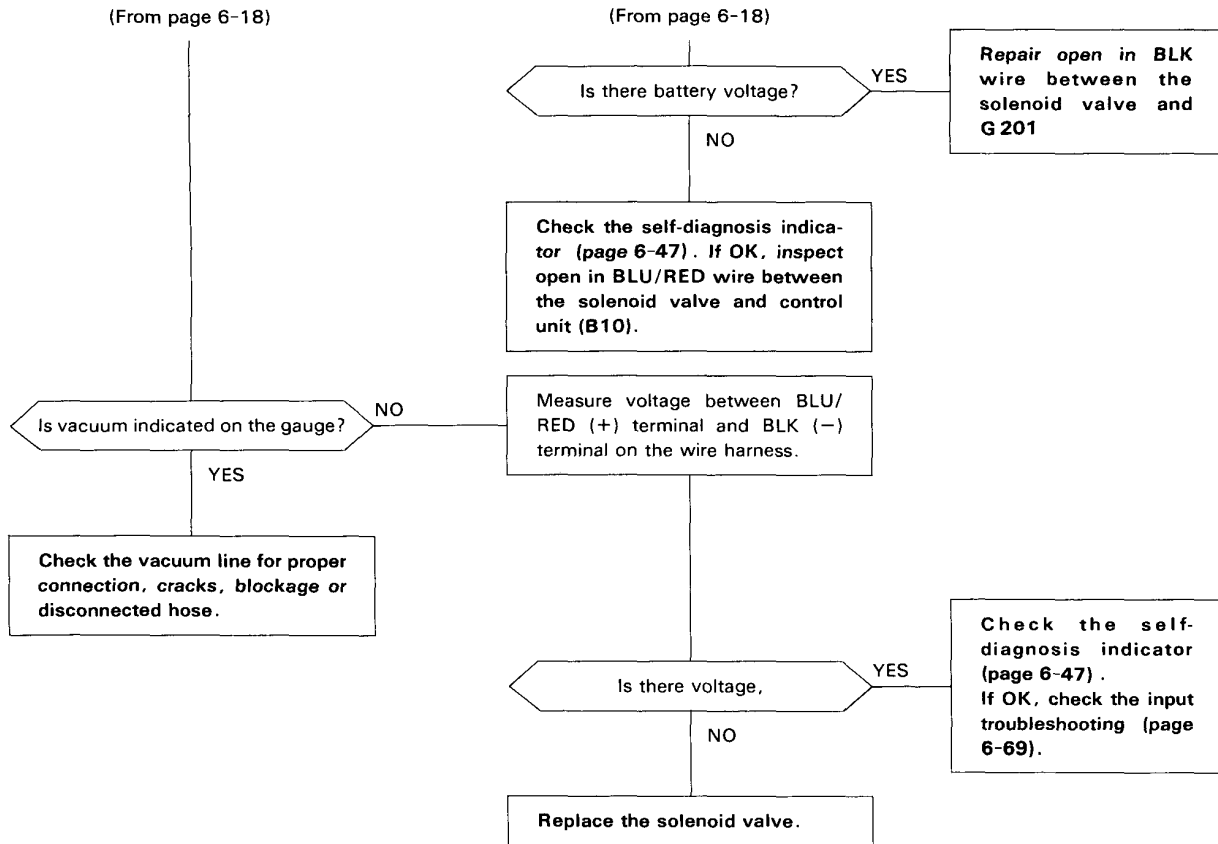 (From page 6-18)
(From page 6-18)
Is there battery voltage?
YES
Repair open in BLK
wire between the
solenoid valve and
G 201
NO
Check the self-diagnosis indica-
tor (page 6-47). If OK, inspect
open in BLU/RED wire between
the solenoid valve and control
unit (B10).
Is vacuum indicated on the gauge?
NO
Measure voltage between BLU/
RED (+) terminal and BLK (−)
terminal on the wire harness.
YES
Check the vacuum line for proper
connection, cracks, blockage or
disconnected hose.
Is there voltage,
YES
Check the self-
diagnosis indicator
(page 6-47) .
If OK, check the input
troubleshooting (page
6-69).
NO
Replace the solenoid valve.